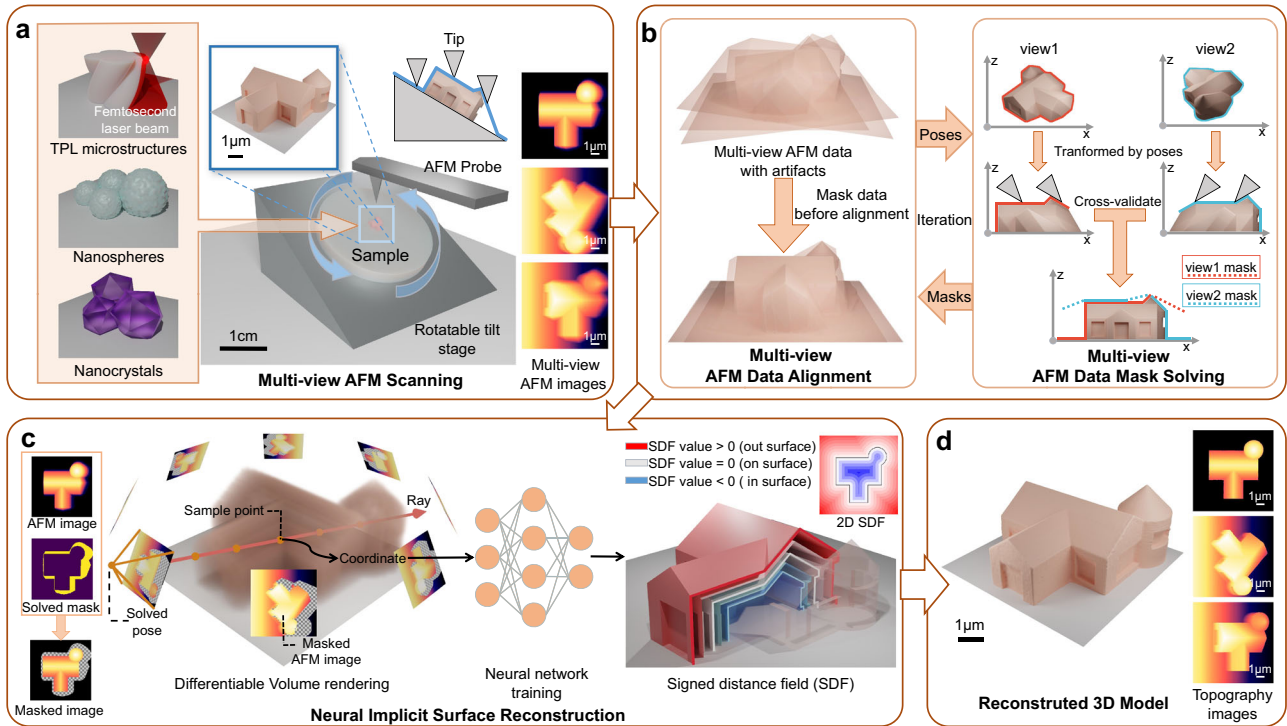 a
Femtosecond
laser beam
TPL microstructures
Nanospheres
Nanocrystals
1μm
Tip
AFM Probe
Sample
1cm
Rotatable tilt
stage
Multi-view AFM Scanning
1μm
1μm
1μm
Multi-view
AFM images
b
Multi-view AFM data
with artifacts
Mask data
before alignment
Multi-view
AFM Data Alignment
Poses
Iteration
Masks
view1
view2
z
x
z
x
Tranformed by poses
z
x
z
x
Cross-validate
z
x
view1 mask
view2 mask
Multi-view
AFM Data Mask Solving
c
AFM image
Solved mask
Masked image
Solved
pose
Sample point
Ray
Coordinate
Masked
AFM image
Differentiable Volume rendering
Neural network
training
Neural Implicit Surface Reconstruction
SDF value > 0 (out surface)
SDF value = 0 (on surface)
SDF value < 0 ( in surface)
2D SDF
Signed distance field (SDF)
d
1μm
Reconstruted 3D Model
1μm
1μm
1μm
Topography
images